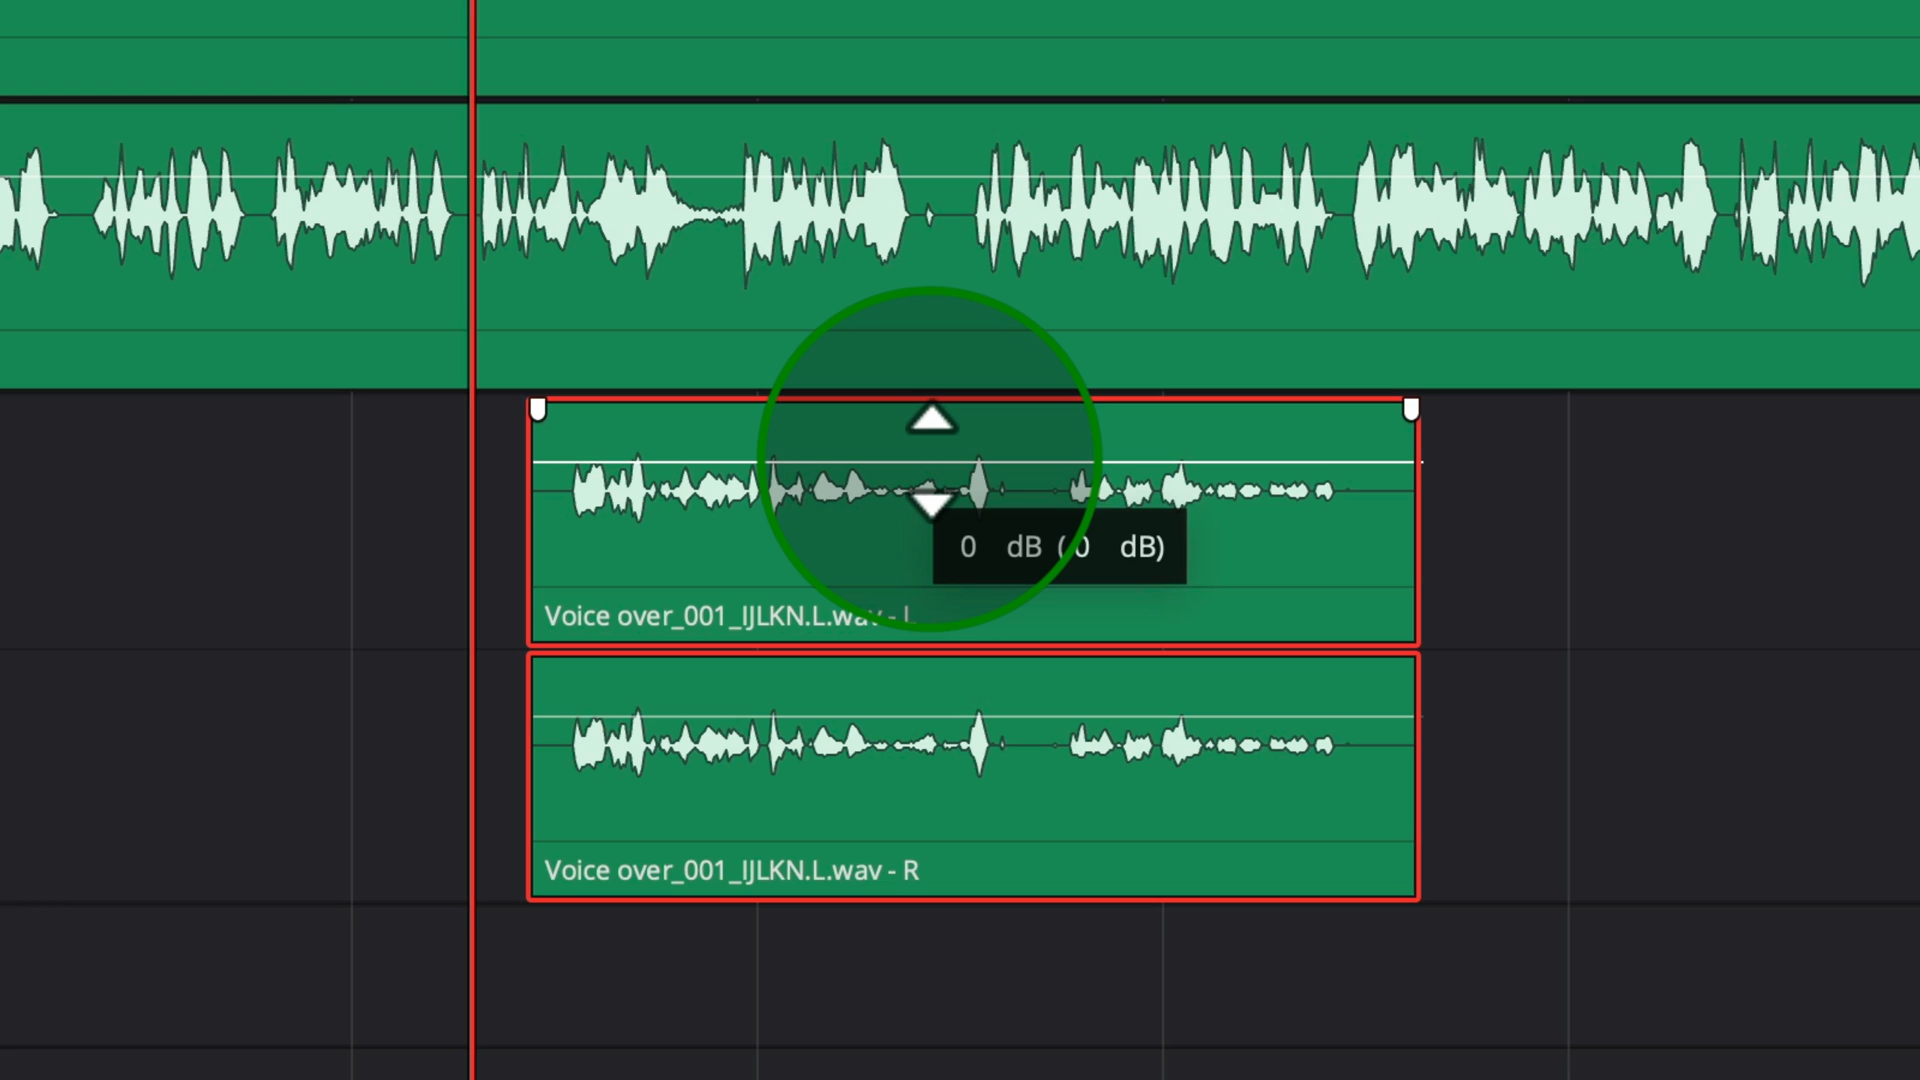 0 dB ( 0 dB)
Voice over_001_IJLKN.L.wav - L
Voice over_001_IJLKN.L.wav - R